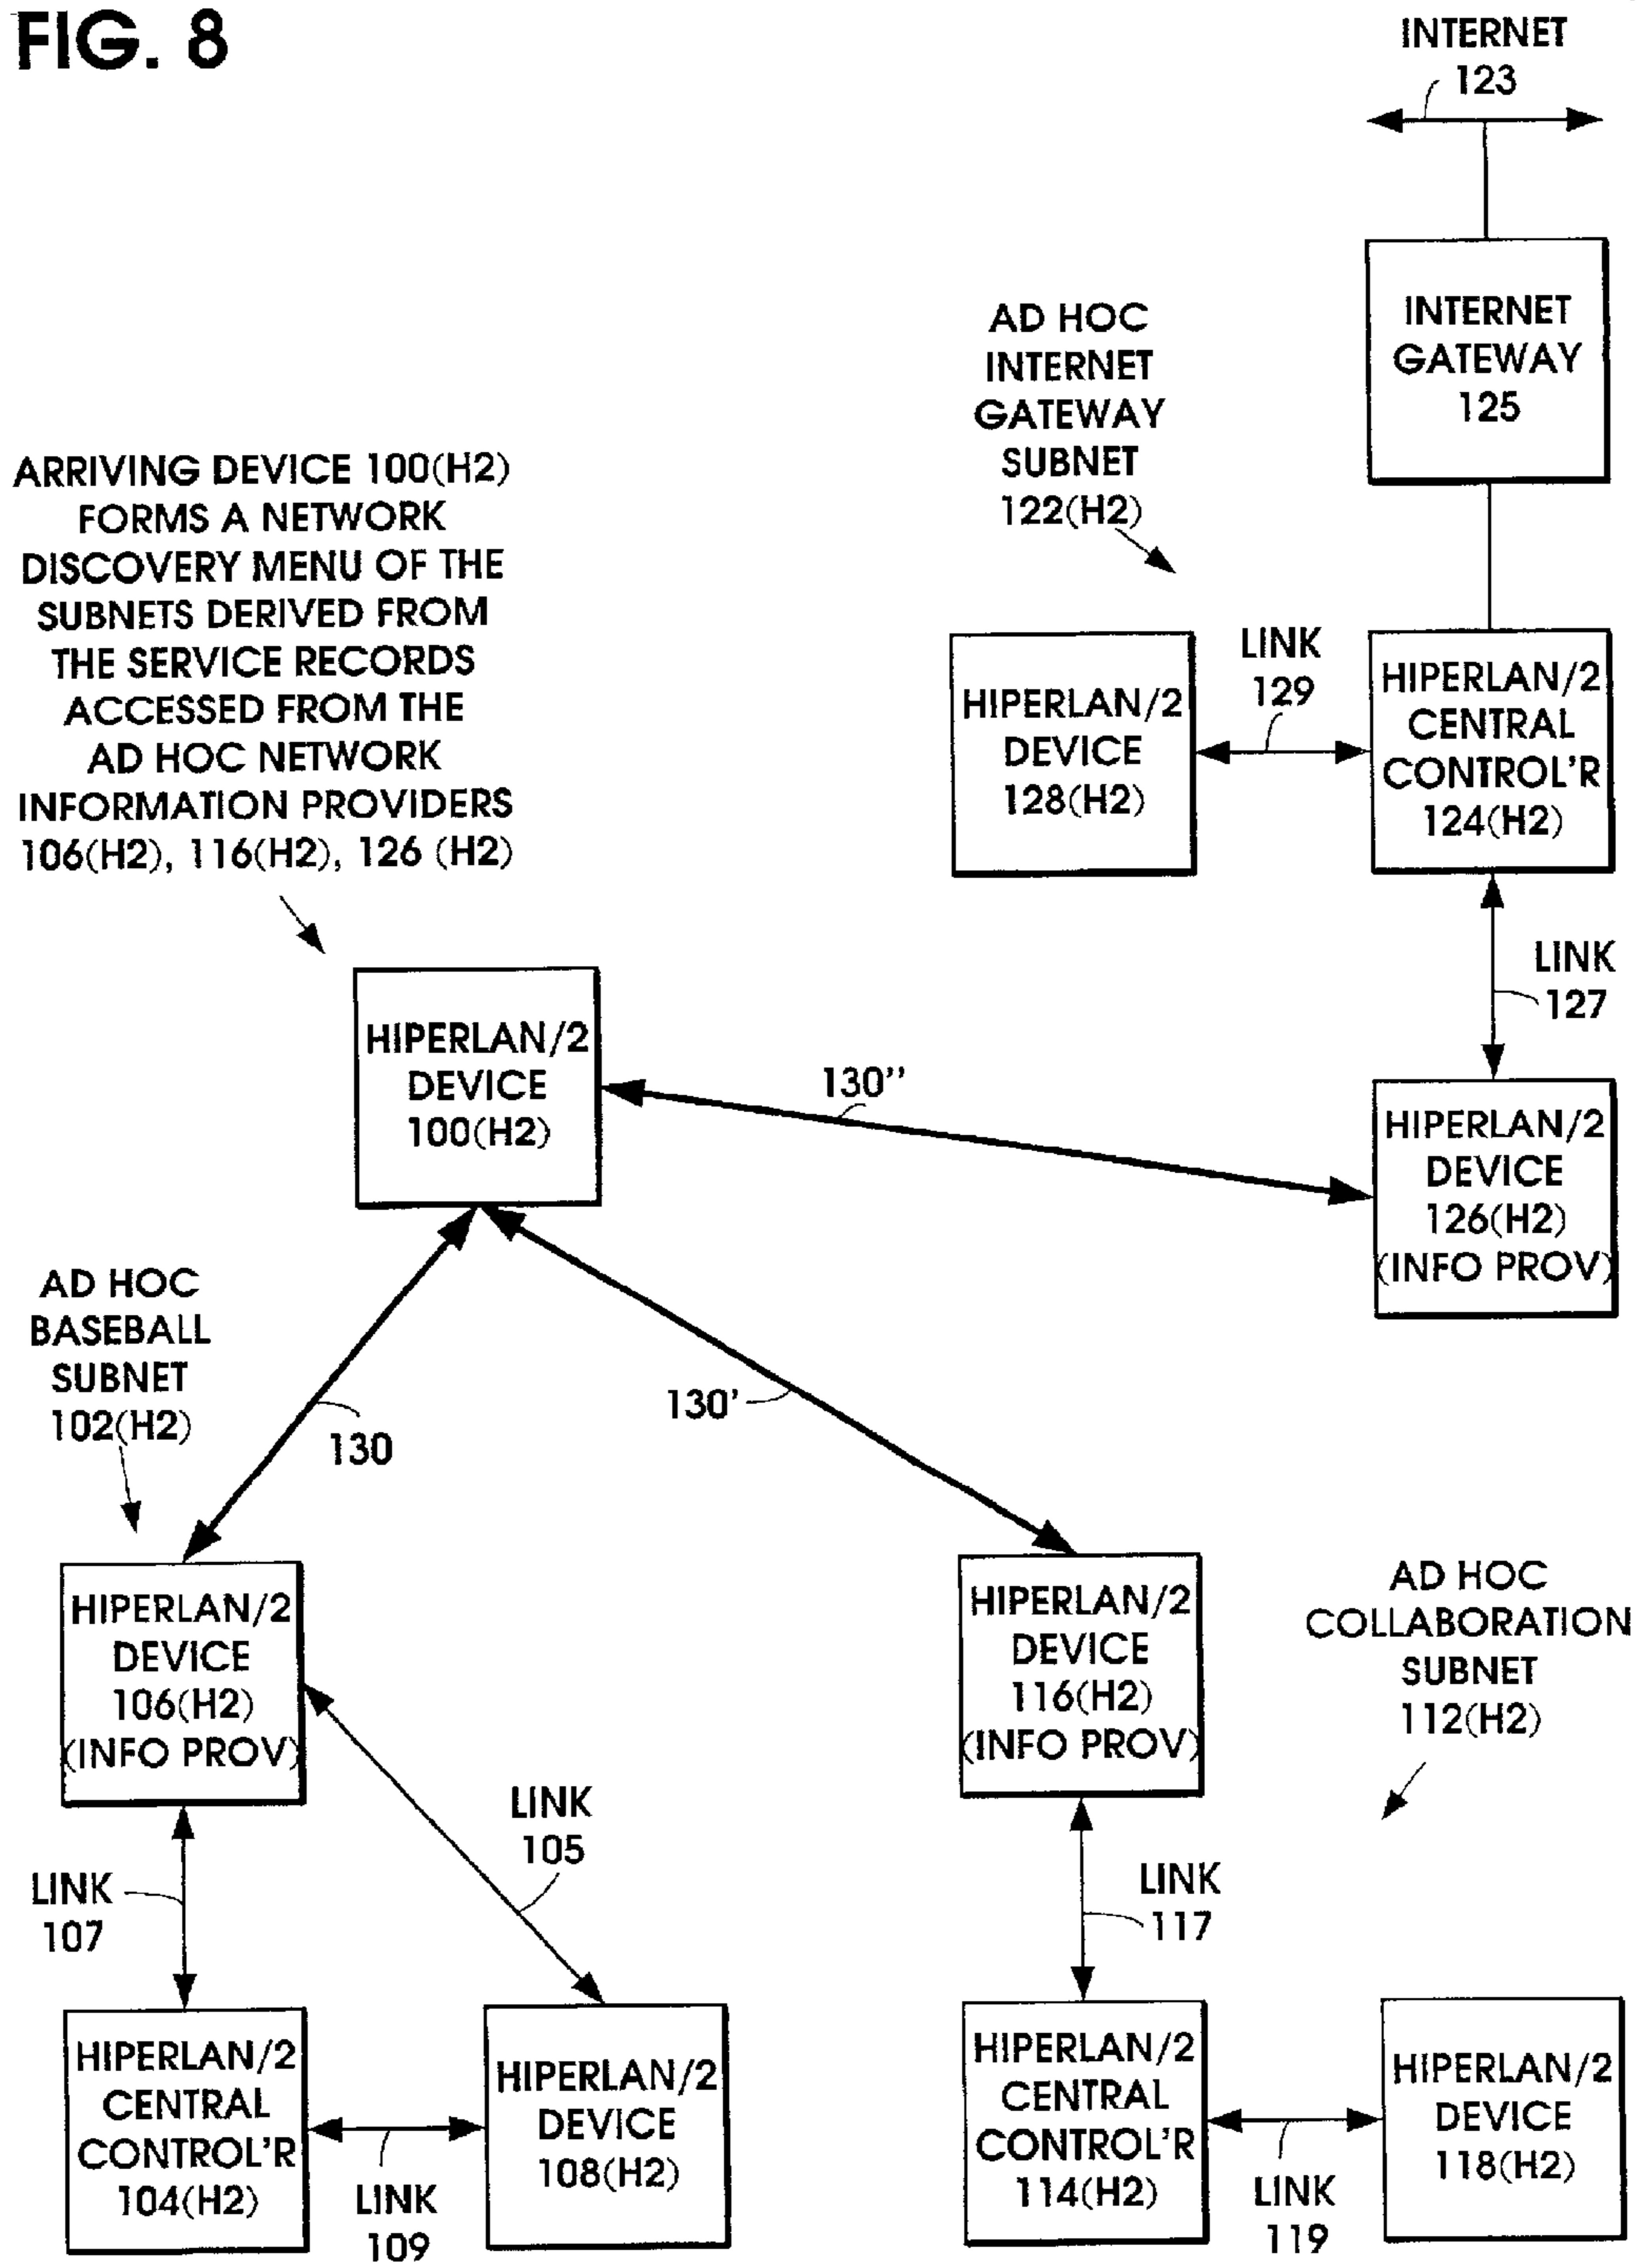 FIG. 8
INTERNET
123
INTERNET
GATEWAY
125
AD HOC
INTERNET
GATEWAY
SUBNET
122(H2)
ARRIVING DEVICE 100(H2)
FORMS A NETWORK
DISCOVERY MENU OF THE
SUBNETS DERIVED FROM
THE SERVICE RECORDS
ACCESSED FROM THE
AD HOC NETWORK
INFORMATION PROVIDERS
106(H2), 116(H2), 126 (H2)
HIPERLAN/2
DEVICE
128(H2)
LINK
129
HIPERLAN/2
CENTRAL
CONTROL'R
124(H2)
LINK
127
HIPERLAN/2
DEVICE
100(H2)
130''
HIPERLAN/2
DEVICE
126(H2)
(INFO PROV)
AD HOC
BASEBALL
SUBNET
102(H2)
130
130'
HIPERLAN/2
DEVICE
106(H2)
(INFO PROV)
HIPERLAN/2
DEVICE
116(H2)
(INFO PROV)
AD HOC
COLLABORATION
SUBNET
112(H2)
LINK
105
LINK
107
LINK
117
HIPERLAN/2
CENTRAL
CONTROL'R
104(H2)
LINK
109
HIPERLAN/2
DEVICE
108(H2)
HIPERLAN/2
CENTRAL
CONTROL'R
114(H2)
LINK
119
HIPERLAN/2
DEVICE
118(H2)